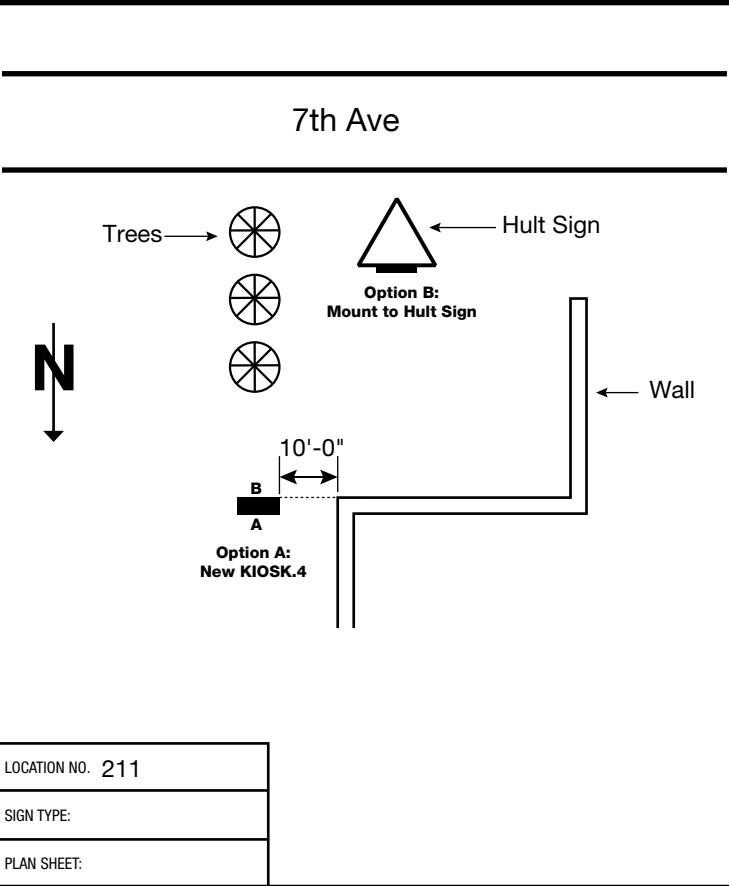 7th Ave
Trees
Hult Sign
Option B:
Mount to Hult Sign
N
Wall
10'-0"
B
A
Option A:
New KIOSK.4
LOCATION NO. 211
SIGN TYPE:
PLAN SHEET: